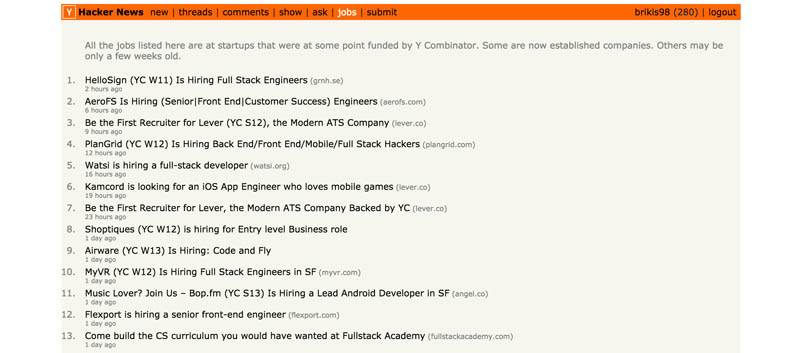 Y Hacker News new | threads | comments | show | ask | jobs | submit brikis98 (280) | logout
All the jobs listed here are at startups that were at some point funded by Y Combinator. Some are now established companies. Others may be
only a few weeks old.
1. HelloSign (YC W11) Is Hiring Full Stack Engineers (grnh.se)
2 hours ago
2. AeroFS Is Hiring (Senior|Front End|Customer Success) Engineers (aerofs.com)
6 hours ago
3. Be the First Recruiter for Lever (YC S12), the Modern ATS Company (lever.co)
9 hours ago
4. PlanGrid (YC W12) Is Hiring Back End/Front End/Mobile/Full Stack Hackers (plangrid.com)
12 hours ago
5. Watsi is hiring a full-stack developer (watsi.org)
16 hours ago
6. Kamcord is looking for an iOS App Engineer who loves mobile games (lever.co)
19 hours ago
7. Be the First Recruiter for Lever, the Modern ATS Company Backed by YC (lever.co)
23 hours ago
8. Shoptiques (YC W12) is hiring for Entry level Business role
1 day ago
9. Airware (YC W13) Is Hiring: Code and Fly
1 day ago
10. MyVR (YC W12) Is Hiring Full Stack Engineers in SF (myvr.com)
1 day ago
11. Music Lover? Join Us – Bop.fm (YC S13) Is Hiring a Lead Android Developer in SF (angel.co)
1 day ago
12. Flexport is hiring a senior front-end engineer (flexport.com)
1 day ago
13. Come build the CS curriculum you would have wanted at Fullstack Academy (fullstackacademy.com)
1 day ago